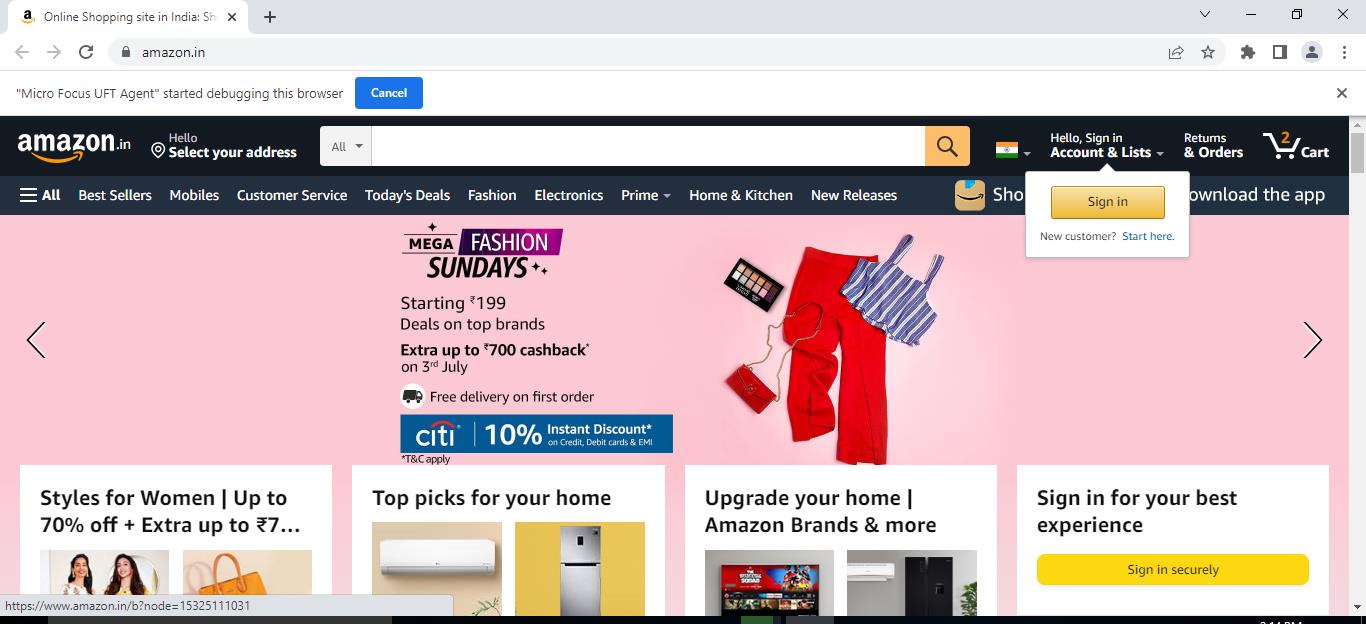 Online Shopping site in India: Sh
amazon.in
"Micro Focus UFT Agent" started debugging this browser
Cancel
amazon.in
Hello
Select your address
All
Hello, Sign in
Account & Lists
Returns
& Orders
2
Cart
All
Best Sellers
Mobiles
Customer Service
Today's Deals
Fashion
Electronics
Prime
Home & Kitchen
New Releases
Sho
ownload the app
Sign in
New customer? Start here.
MEGA FASHION
SUNDAYS
Starting ₹199
Deals on top brands
Extra up to ₹700 cashback*
on 3rd July
Free delivery on first order
citi
10%
Instant Discount*
on Credit, Debit cards & EMI
*T&C apply
Styles for Women | Up to
70% off + Extra up to ₹7...
Top picks for your home
Upgrade your home |
Amazon Brands & more
Sign in for your best
experience
Sign in securely
https://www.amazon.in/b?node=15325111031